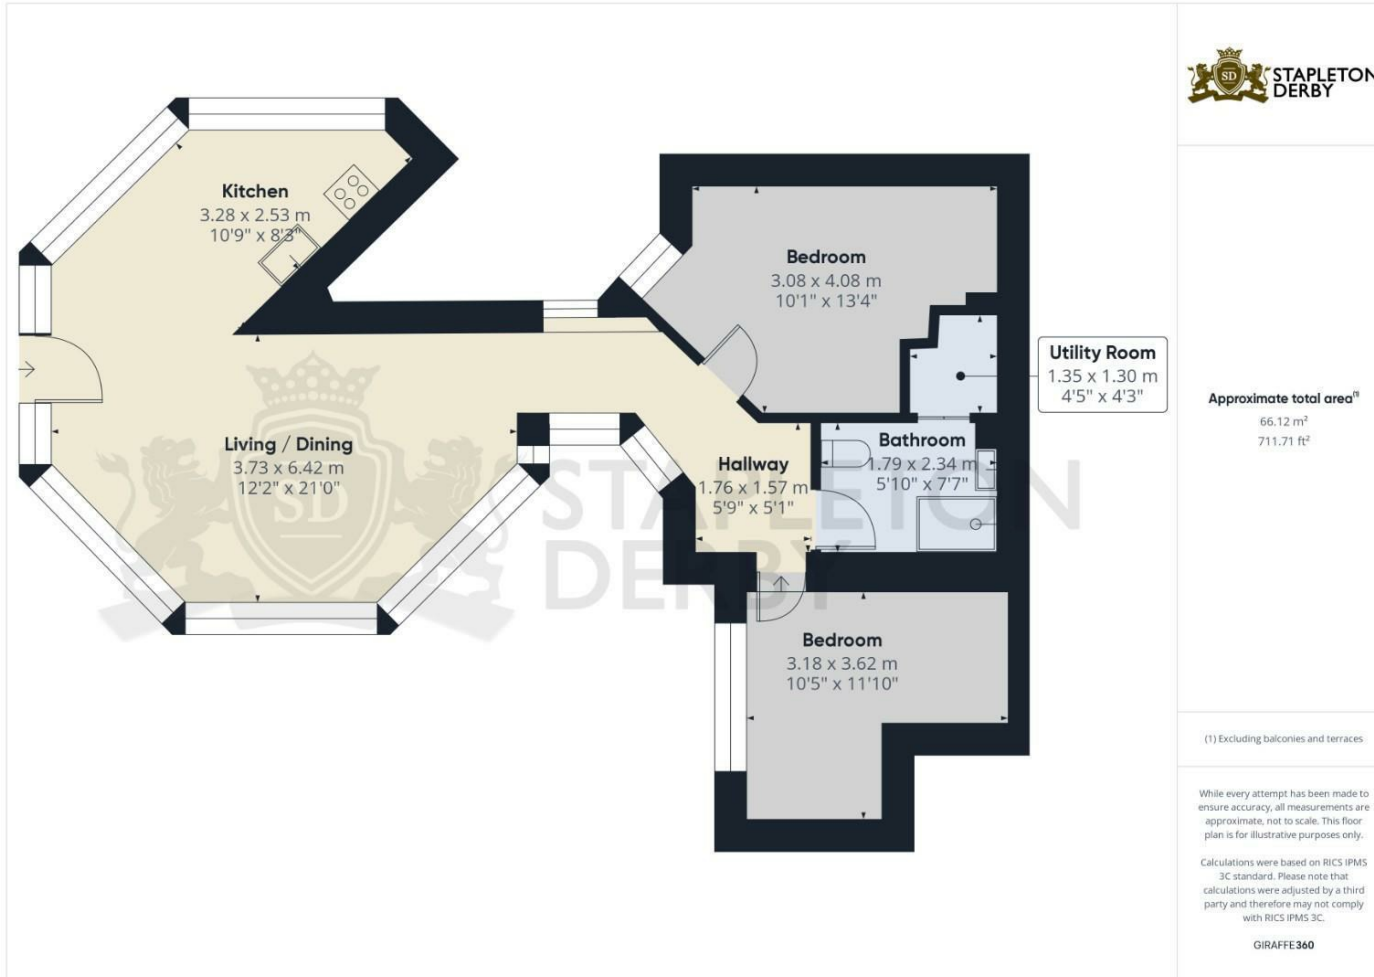 SD
STAPLETON
DERBY
Kitchen
3.28 x 2.53 m
10'9" x 8'3"
Bedroom
3.08 x 4.08 m
10'1" x 13'4"
Utility Room
1.35 x 1.30 m
4'5" x 4'3"
Living / Dining
3.73 x 6.42 m
12'2" x 21'0"
Hallway
1.76 x 1.57 m
5'9" x 5'1"
Bathroom
1.79 x 2.34 m
5'10" x 7'7"
SD
STAPLETON
DERBY
Bedroom
3.18 x 3.62 m
10'5" x 11'10"
Approximate total area⁽¹⁾
66.12 m²
711.71 ft²
(1) Excluding balconies and terraces
While every attempt has been made to
ensure accuracy, all measurements are
approximate, not to scale. This floor
plan is for illustrative purposes only.
Calculations were based on RICS IPMS
3C standard. Please note that
calculations were adjusted by a third
party and therefore may not comply
with RICS IPMS 3C.
GIRAFFE360